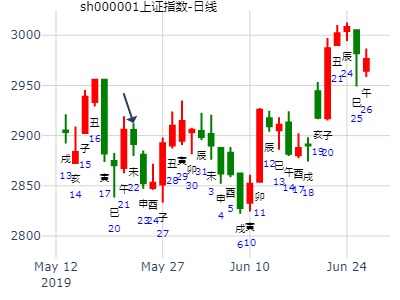 sh000001上证指数-日线
3000
2950
2900
2850
2800
戌
13
亥
14
子
15
丑
16
寅
17
巳
20
午
21
未
22
申
23
酉
24
子
27
丑
28
寅
29
卯
30
辰
31
未
3
申
4
酉
5
戌
6
寅
10
卯
11
辰
12
巳
13
午
14
酉
17
戌
18
亥
19
子
20
丑
21
辰
24
巳
25
午
26
May 12
2019
May 27
Jun 10
Jun 24